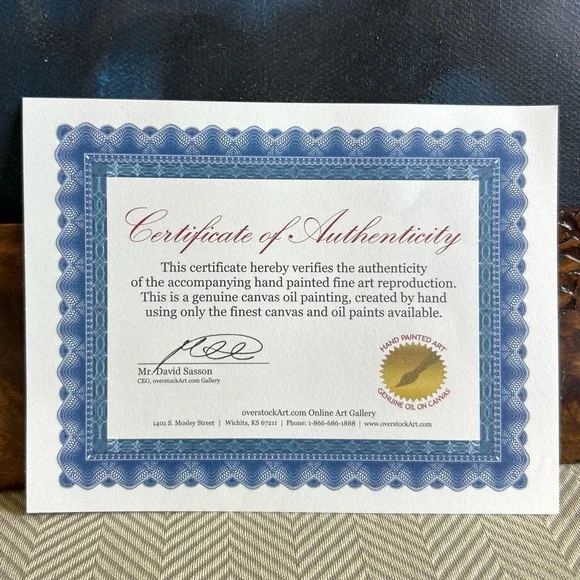 Certificate of Authenticity
This certificate hereby verifies the authenticity
of the accompanying hand painted fine art reproduction.
This is a genuine canvas oil painting, created by hand
using only the finest canvas and oil paints available.
Mr. David Sasson
CEO, overstockArt.com Gallery
HAND PAINTED ART
GENUINE OIL ON CANVAS
overstockArt.com Online Art Gallery
1401 S. Mosley Street | Wichita, KS 67211 | Phone: 1-866-686-1888 | www.overstockArt.com